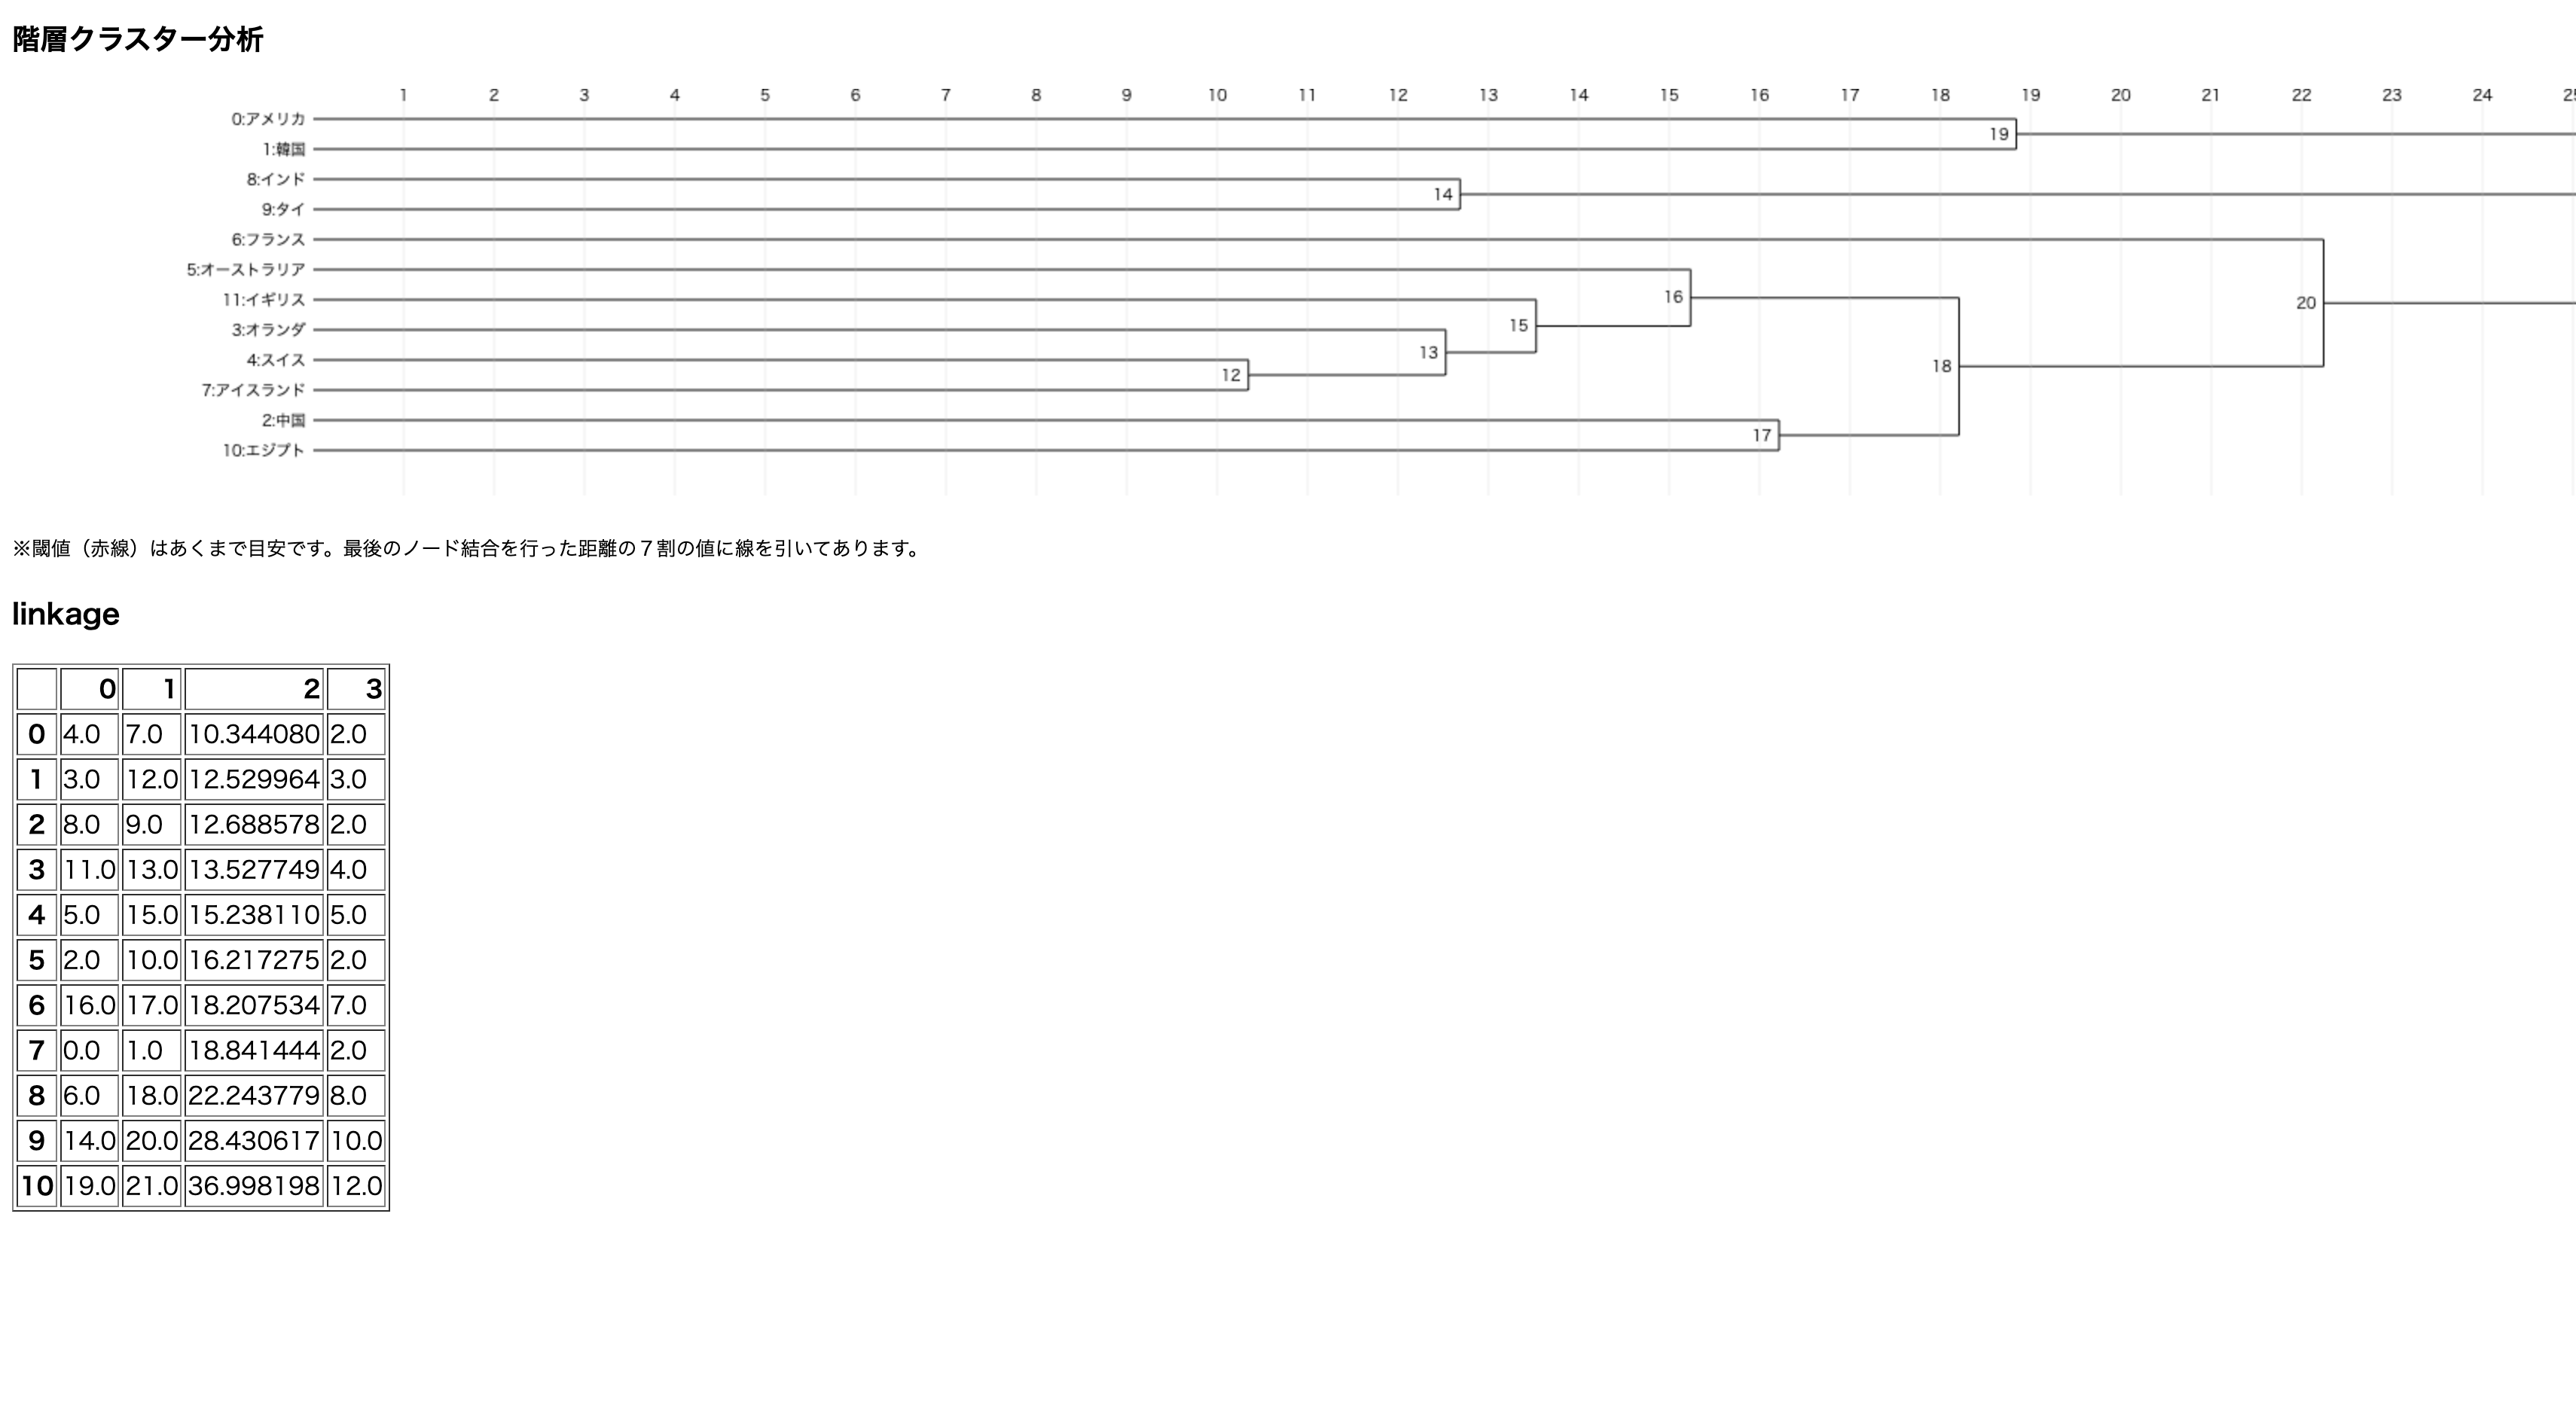 階層クラスター分析
1 2 3 4 5 6 7 8 9 10 11 12 13 14 15 16 17 18 19 20 21 22 23 24
0:アメリカ
19
1:韓国
8:インド
14
9:タイ
6:フランス
5:オーストラリア
16
11:イギリス
20
3:オランダ
15
13
4:スイス
18
12
7:アイスランド
2:中国
17
10:エジプト
※閾値（赤線）はあくまで目安です。最後のノード結合を行った距離の７割の値に線を引いてあります。
linkage
0 1 2 3
0 4.0 7.0 10.344080 2.0
1 3.0 12.0 12.529964 3.0
2 8.0 9.0 12.688578 2.0
3 11.0 13.0 13.527749 4.0
4 5.0 15.0 15.238110 5.0
5 2.0 10.0 16.217275 2.0
6 16.0 17.0 18.207534 7.0
7 0.0 1.0 18.841444 2.0
8 6.0 18.0 22.243779 8.0
9 14.0 20.0 28.430617 10.0
10 19.0 21.0 36.998198 12.0